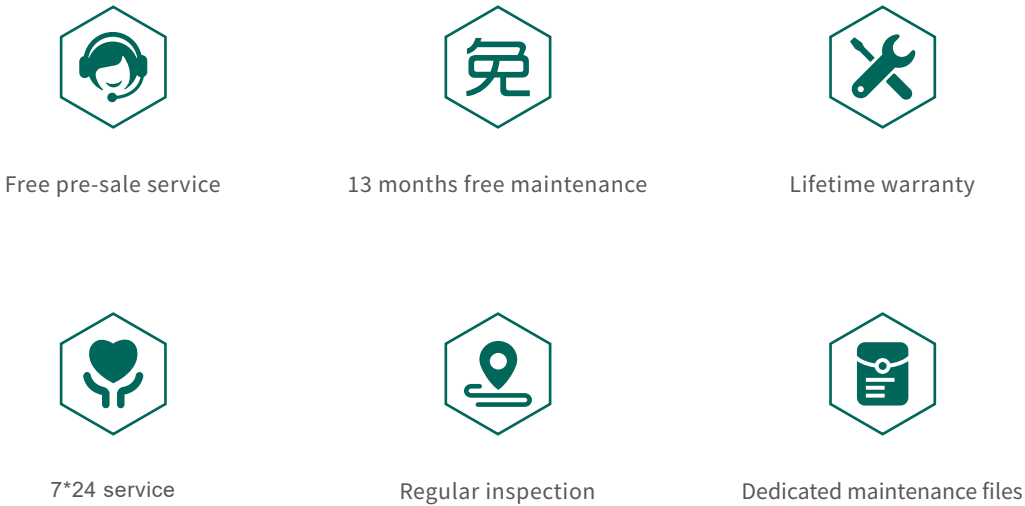 免
Free pre-sale service
13 months free maintenance
Lifetime warranty
7*24 service
Regular inspection
Dedicated maintenance files